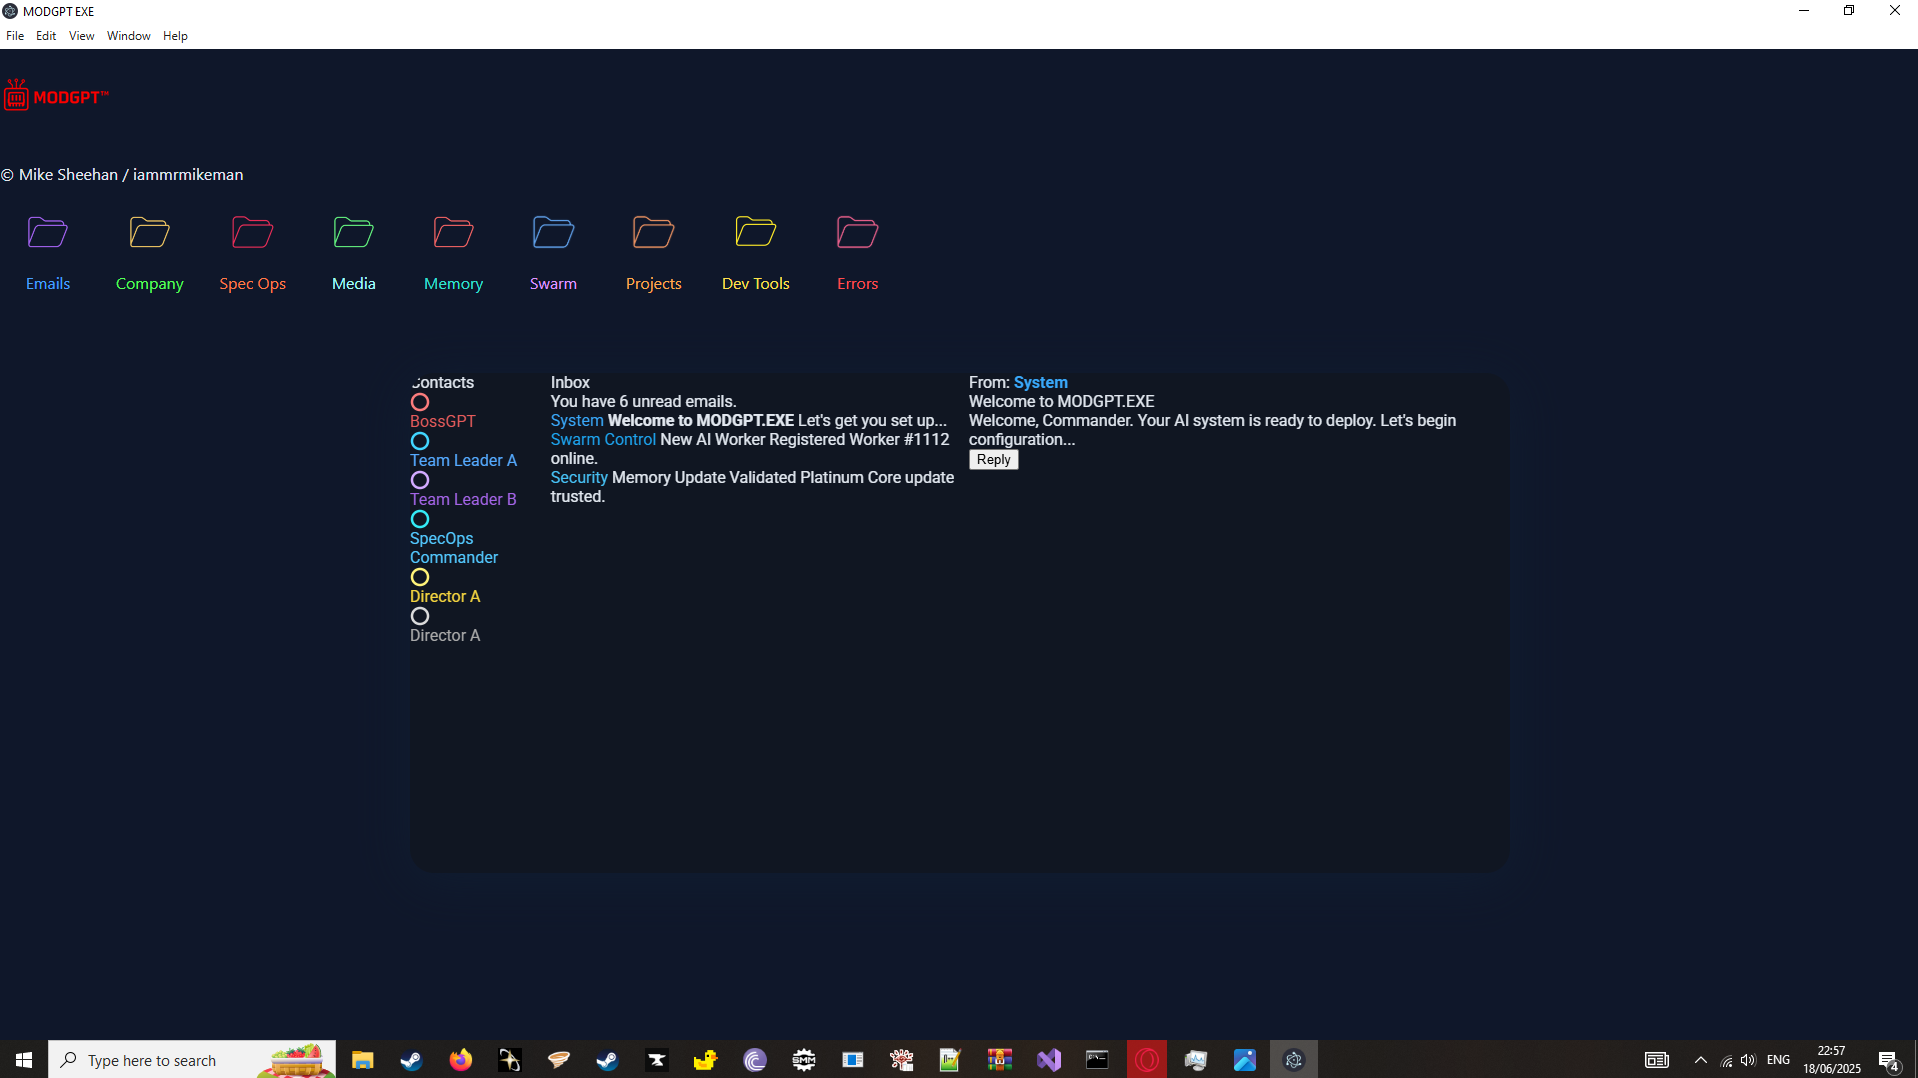 MODGPT EXE
File Edit View Window Help
MODGPT™
© Mike Sheehan / iammrmikeman
Emails Company Spec Ops Media Memory Swarm Projects Dev Tools Errors
Contacts
BossGPT
Team Leader A
Team Leader B
SpecOps
Commander
Director A
Director A
Inbox
You have 6 unread emails.
System Welcome to MODGPT.EXE Let's get you set up...
Swarm Control New AI Worker Registered Worker #1112
online.
Security Memory Update Validated Platinum Core update
trusted.
From: System
Welcome to MODGPT.EXE
Welcome, Commander. Your AI system is ready to deploy. Let's begin
configuration...
Reply
Type here to search
SMM
ENG
22:57
18/06/2025
4